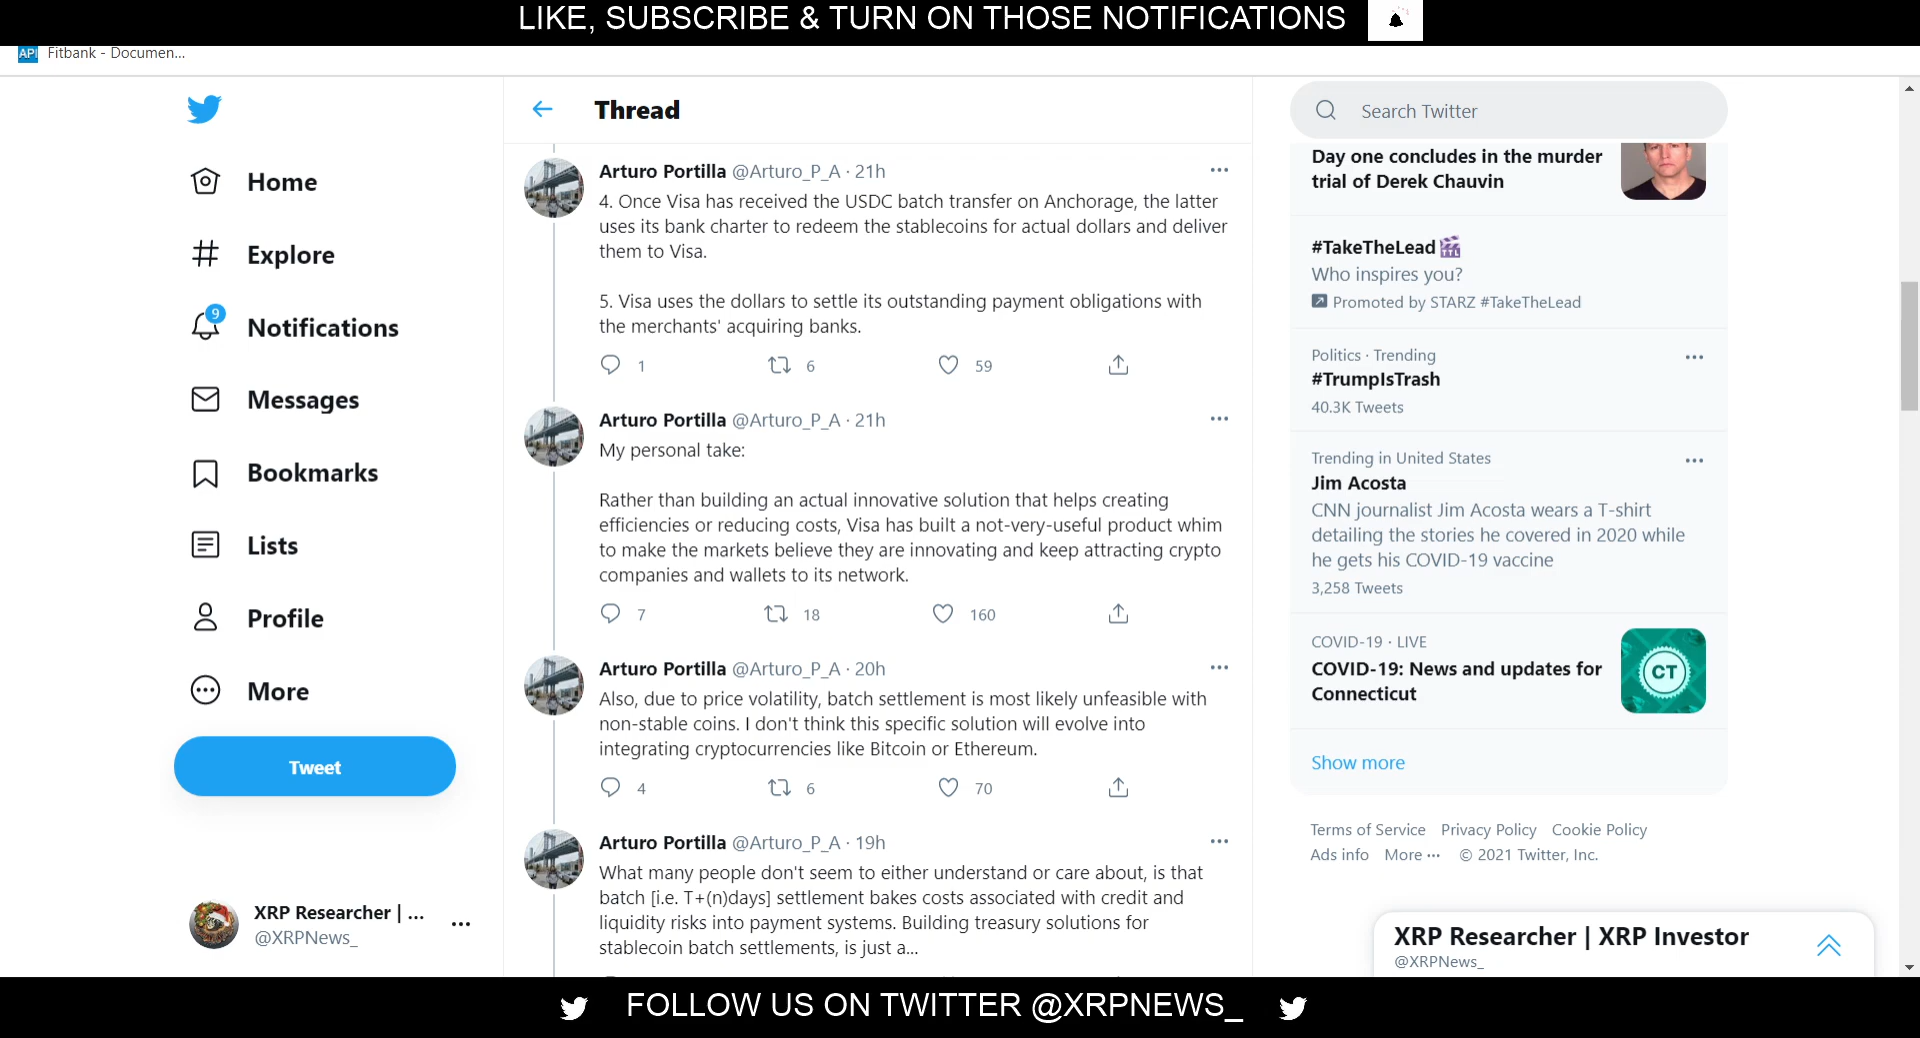 LIKE, SUBSCRIBE & TURN ON THOSE NOTIFICATIONS
API Fitbank - Documen...
Home
Explore
9
Notifications
Messages
Bookmarks
Lists
Profile
More
Tweet
XRP Researcher | ...
@XRPNews_
Thread
Arturo Portilla @Arturo_P_A · 21h
4. Once Visa has received the USDC batch transfer on Anchorage, the latter
uses its bank charter to redeem the stablecoins for actual dollars and deliver
them to Visa.
5. Visa uses the dollars to settle its outstanding payment obligations with
the merchants' acquiring banks.
1 6 59
Arturo Portilla @Arturo_P_A · 21h
My personal take:
Rather than building an actual innovative solution that helps creating
efficiencies or reducing costs, Visa has built a not-very-useful product whim
to make the markets believe they are innovating and keep attracting crypto
companies and wallets to its network.
7 18 160
Arturo Portilla @Arturo_P_A · 20h
Also, due to price volatility, batch settlement is most likely unfeasible with
non-stable coins. I don't think this specific solution will evolve into
integrating cryptocurrencies like Bitcoin or Ethereum.
4 6 70
Arturo Portilla @Arturo_P_A · 19h
What many people don't seem to either understand or care about, is that
batch [i.e. T+(n)days] settlement bakes costs associated with credit and
liquidity risks into payment systems. Building treasury solutions for
stablecoin batch settlements, is just a...
Search Twitter
Day one concludes in the murder
trial of Derek Chauvin
#TakeTheLead
Who inspires you?
Promoted by STARZ #TakeTheLead
Politics · Trending
#TrumpIsTrash
40.3K Tweets
Trending in United States
Jim Acosta
CNN journalist Jim Acosta wears a T-shirt
detailing the stories he covered in 2020 while
he gets his COVID-19 vaccine
3,258 Tweets
COVID-19 · LIVE
COVID-19: News and updates for
Connecticut
CT
Show more
Terms of Service Privacy Policy Cookie Policy
Ads info More ··· © 2021 Twitter, Inc.
XRP Researcher | XRP Investor
@XRPNews_
FOLLOW US ON TWITTER @XRPNEWS_